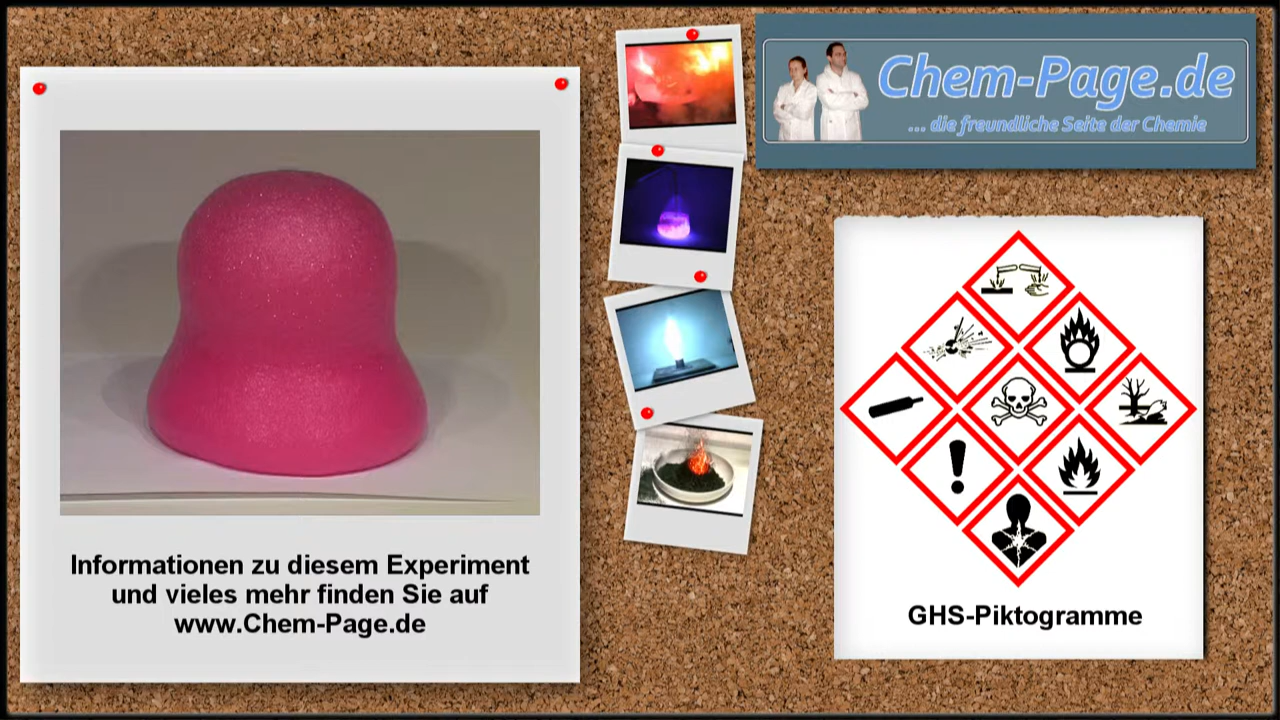 Chem-Page.de
... die freundliche Seite der Chemie
Informationen zu diesem Experiment
und vieles mehr finden Sie auf
www.Chem-Page.de
GHS-Piktogramme